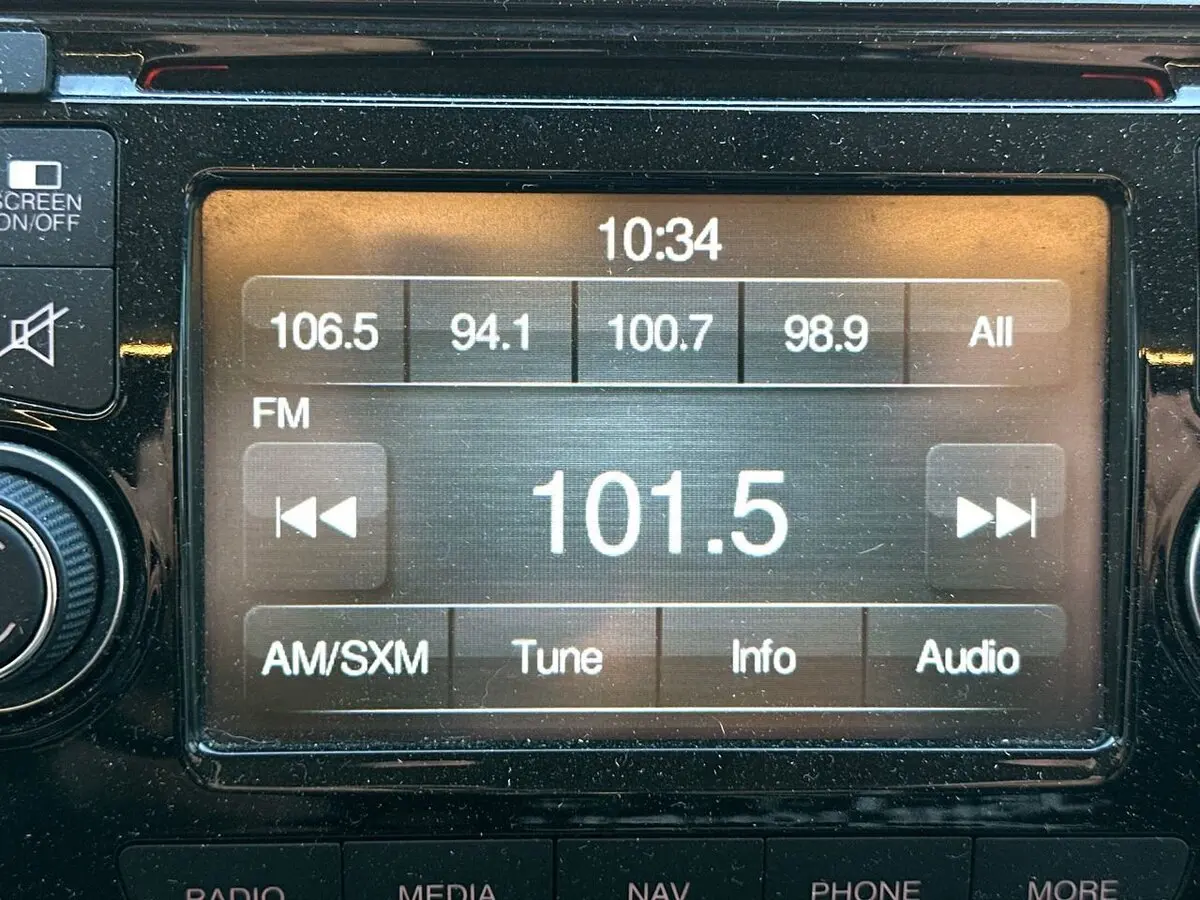 SCREEN
ON/OFF
10:34
106.5 94.1 100.7 98.9 All
FM
101.5
AM/SXM Tune Info Audio
RADIO MEDIA NAV PHONE MORE